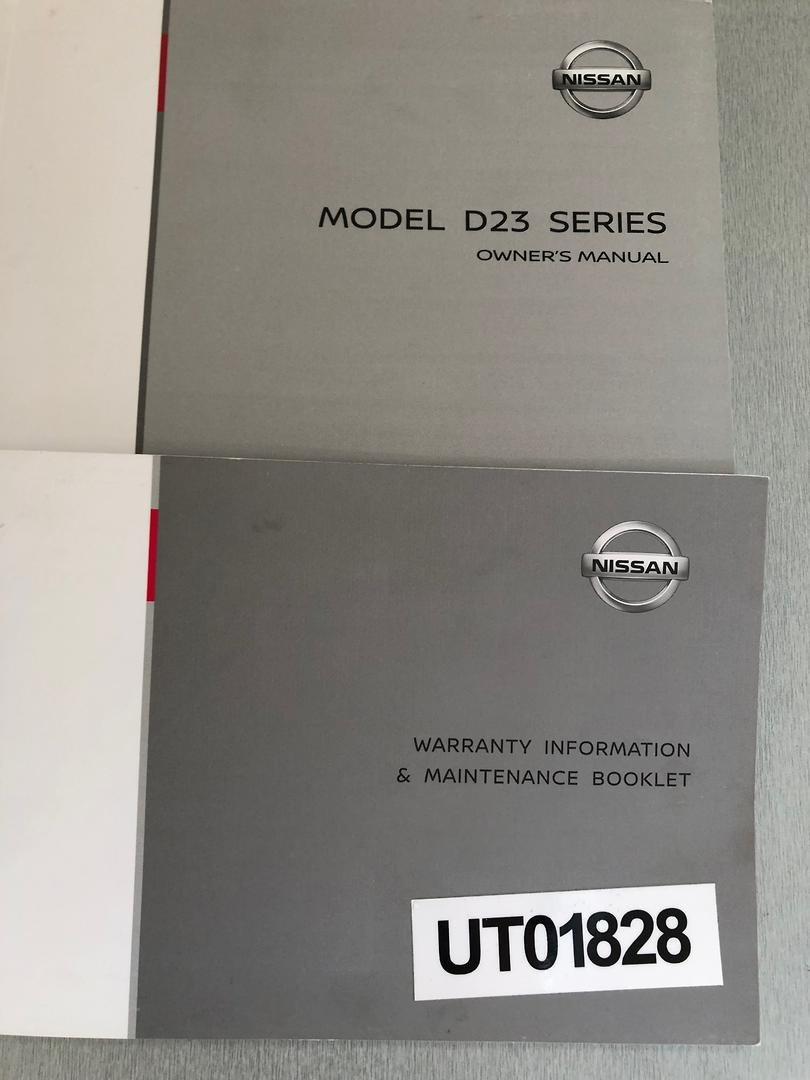 NISSAN
MODEL D23 SERIES
OWNER'S MANUAL
NISSAN
WARRANTY INFORMATION
& MAINTENANCE BOOKLET
UT01828